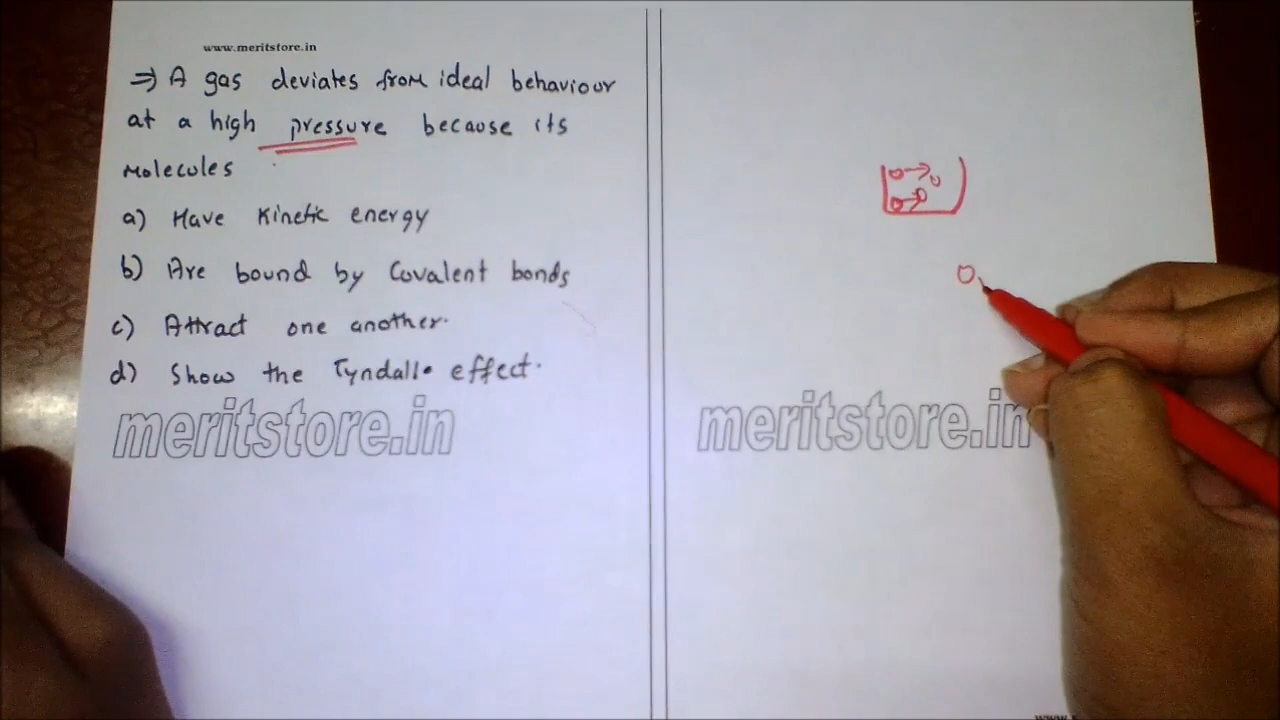 www.meritstore.in
⇒ A gas deviates from ideal behaviour
at a high pressure because its
Molecules
a) Have Kinetic energy
b) Are bound by Covalent bonds
c) Attract one another.
d) Show the Tyndall effect.
meritstore.in
meritstore.in